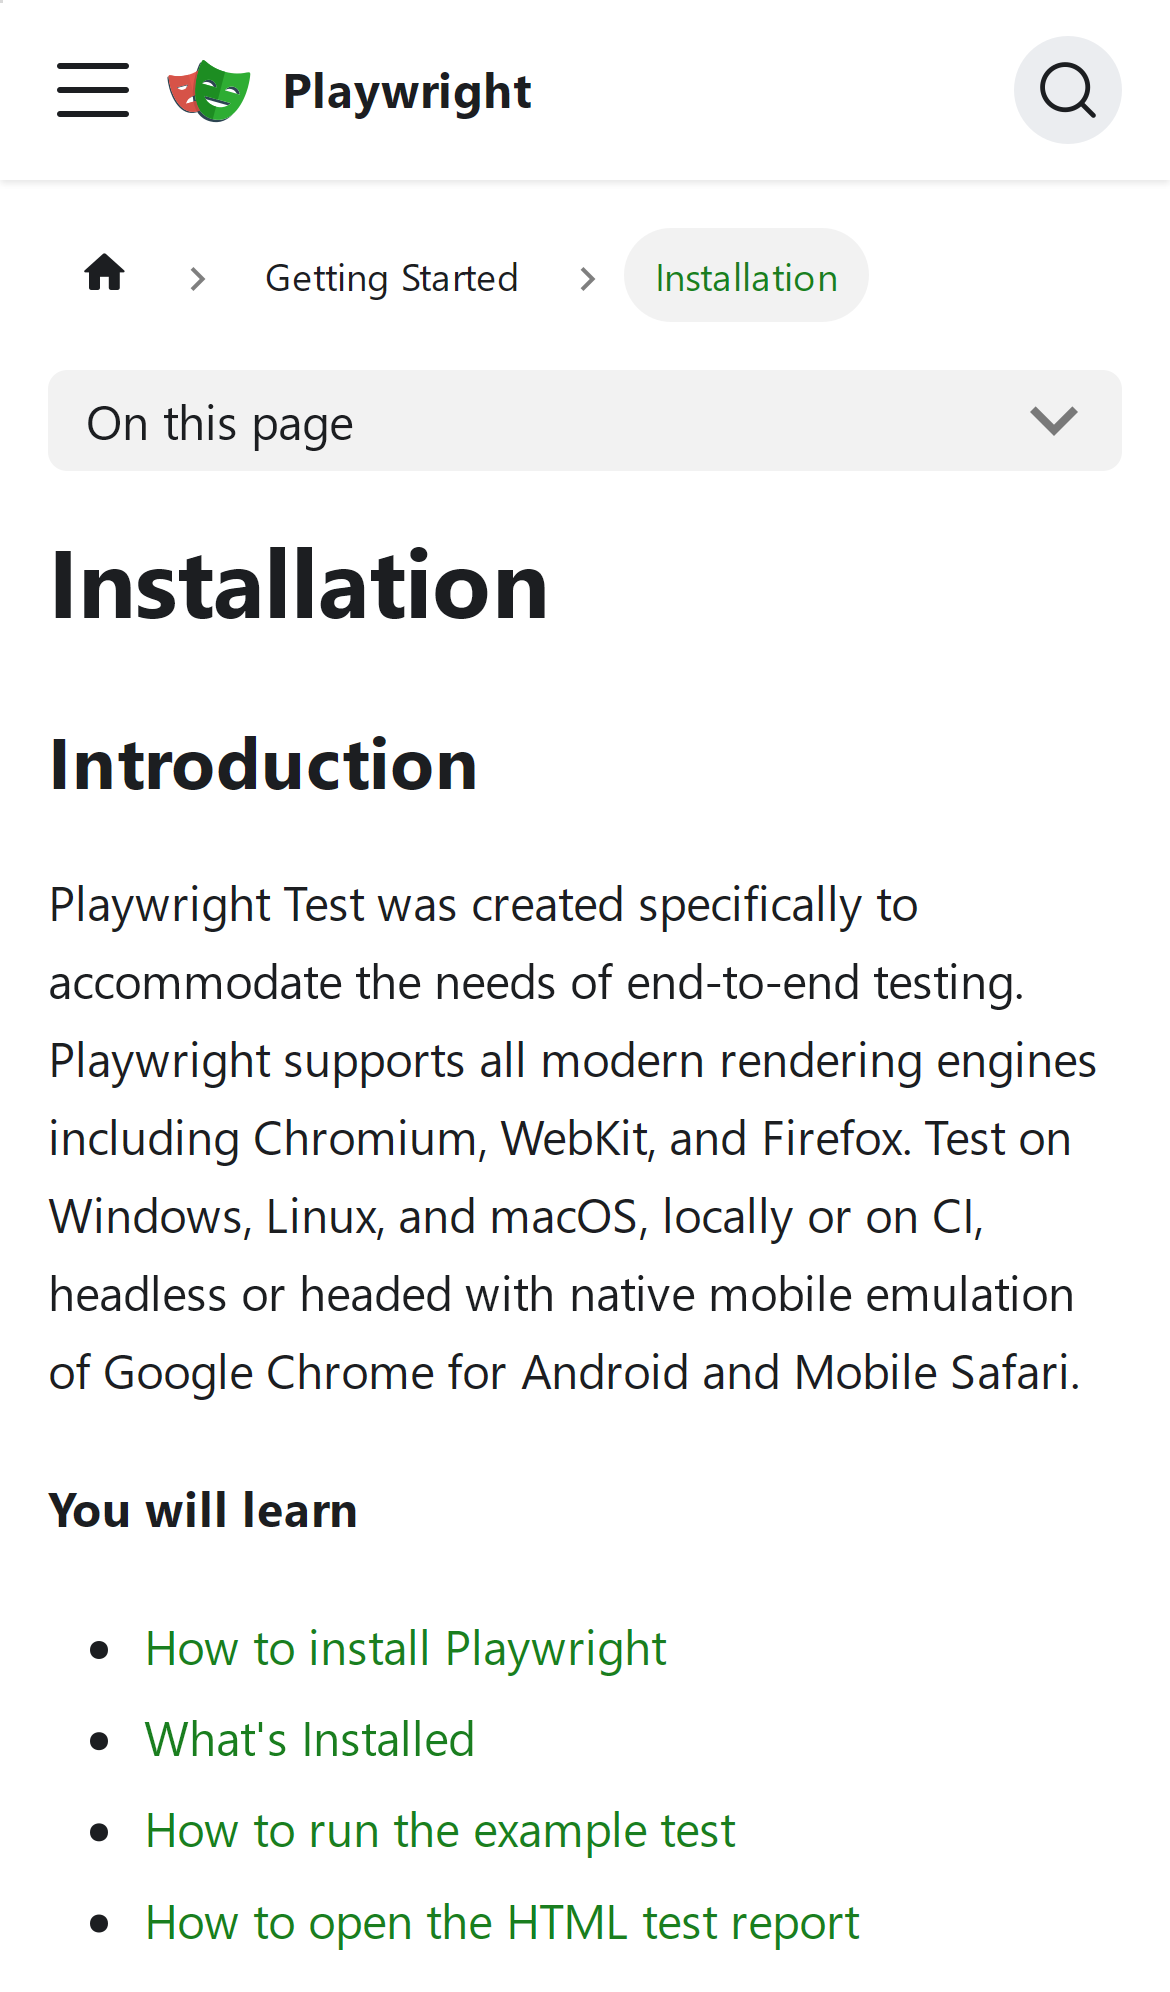 Playwright
Getting Started
Installation
On this page
Installation
Introduction
Playwright Test was created specifically to
accommodate the needs of end-to-end testing.
Playwright supports all modern rendering engines
including Chromium, WebKit, and Firefox. Test on
Windows, Linux, and macOS, locally or on CI,
headless or headed with native mobile emulation
of Google Chrome for Android and Mobile Safari.
You will learn
How to install Playwright
What's Installed
How to run the example test
How to open the HTML test report